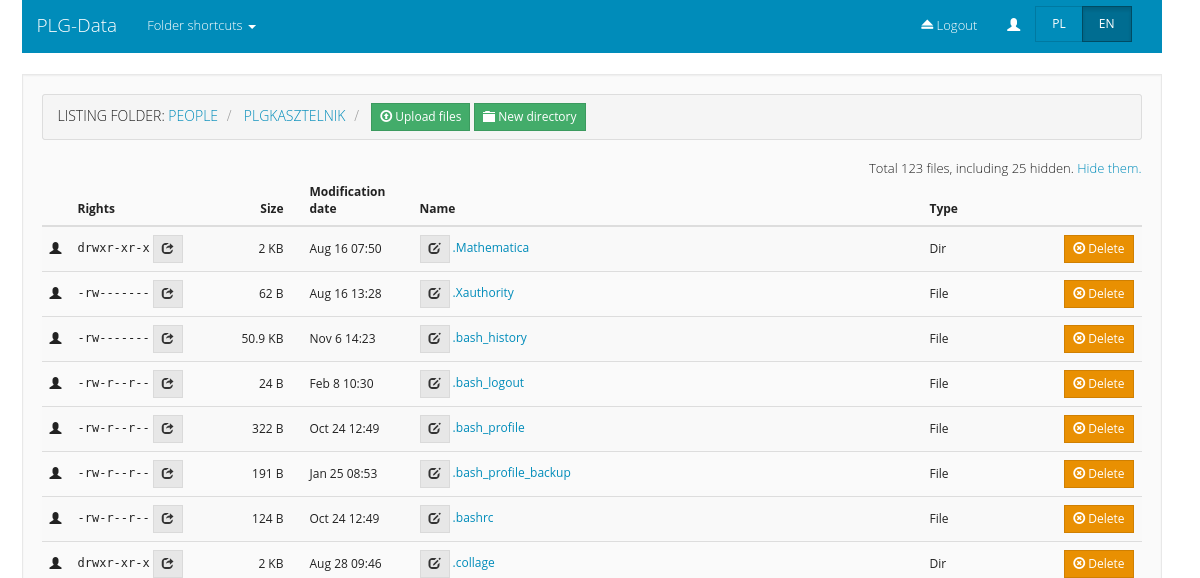 PLG-Data Folder shortcuts Logout PL EN
LISTING FOLDER: PEOPLE / PLGKASZTELNIK / Upload files New directory
Total 123 files, including 25 hidden. Hide them.
Rights Size Modification date Name Type
drwxr-xr-x 2 KB Aug 16 07:50 .Mathematica Dir Delete
-rw------- 62 B Aug 16 13:28 .Xauthority File Delete
-rw------- 50.9 KB Nov 6 14:23 .bash_history File Delete
-rw-r--r-- 24 B Feb 8 10:30 .bash_logout File Delete
-rw-r--r-- 322 B Oct 24 12:49 .bash_profile File Delete
-rw-r--r-- 191 B Jan 25 08:53 .bash_profile_backup File Delete
-rw-r--r-- 124 B Oct 24 12:49 .bashrc File Delete
drwxr-xr-x 2 KB Aug 28 09:46 .collage Dir Delete